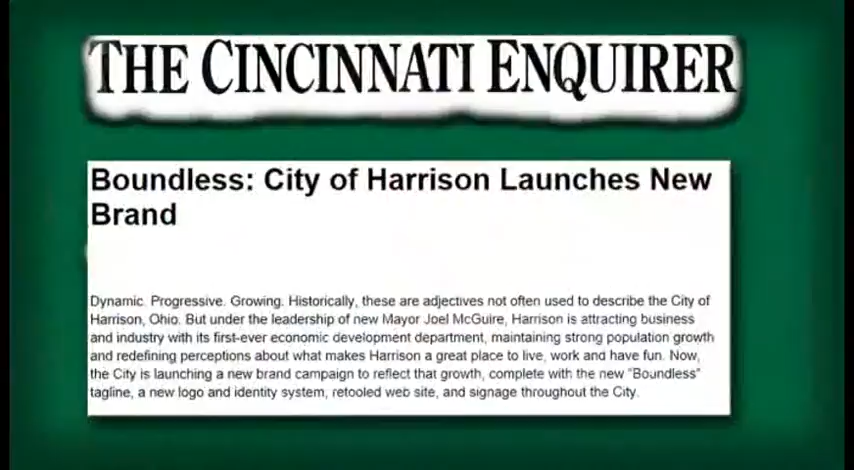 THE CINCINNATI ENQUIRER
Boundless: City of Harrison Launches New
Brand
Dynamic. Progressive. Growing. Historically, these are adjectives not often used to describe the City of
Harrison, Ohio. But under the leadership of new Mayor Joel McGuire, Harrison is attracting business
and industry with its first-ever economic development department, maintaining strong population growth
and redefining perceptions about what makes Harrison a great place to live, work and have fun. Now,
the City is launching a new brand campaign to reflect that growth, complete with the new "Boundless"
tagline, a new logo and identity system, retooled web site, and signage throughout the City.